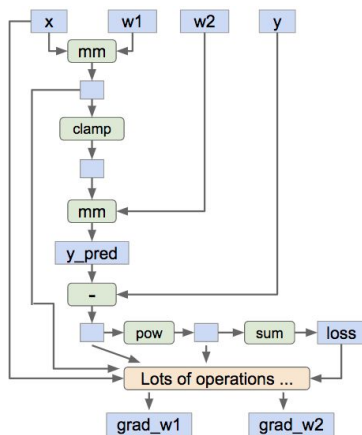 x w1 w2 y
mm
clamp
mm
y_pred
-
pow sum loss
Lots of operations ...
grad_w1 grad_w2